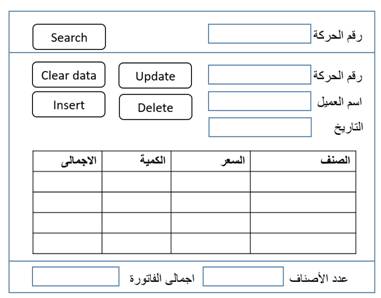 رقم الحركة Search
رقم الحركة Update Clear data
اسم العميل Delete Insert
التاريخ
الصنف السعر الكمية الاجمالى
عدد الأصناف اجمالى الفاتورة